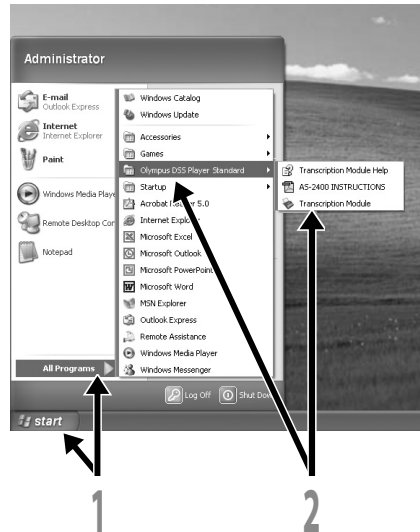 Administrator
E-mail
Outlook Express
Internet
Internet Explorer
Paint
Windows Media Playe
Remote Desktop Con
Notepad
All Programs
Windows Catalog
Windows Update
Accessories
Games
Olympus DSS Player Standard
Startup
Acrobat 5.0
Internet Explorer
Microsoft Excel
Microsoft Outlook
Microsoft PowerPoint
Microsoft Word
MSN Explorer
Outlook Express
Remote Assistance
Windows Media Player
Windows Messenger
Transcription Module Help
AS-2400 INSTRUCTIONS
Transcription Module
Log Off
Shut Down
start
1
2